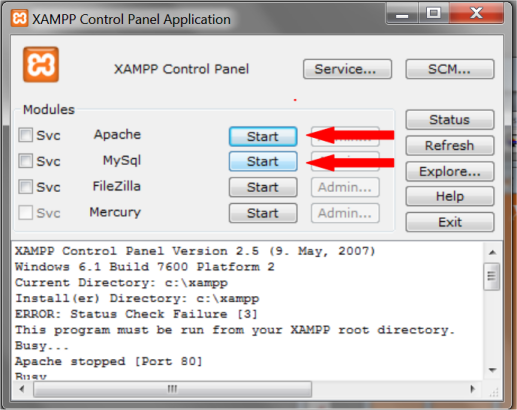 XAMPP Control Panel Application
XAMPP Control Panel
Service...
SCM...
Modules
Svc Apache Start
Svc MySql Start
Svc FileZilla Start Admin...
Svc Mercury Start Admin...
Status
Refresh
Explore...
Help
Exit
XAMPP Control Panel Version 2.5 (9. May, 2007)
Windows 6.1 Build 7600 Platform 2
Current Directory: c:\xampp
Install(er) Directory: c:\xampp
ERROR: Status Check Failure [3]
This program must be run from your XAMPP root directory.
Busy...
Apache stopped [Port 80]
Busy